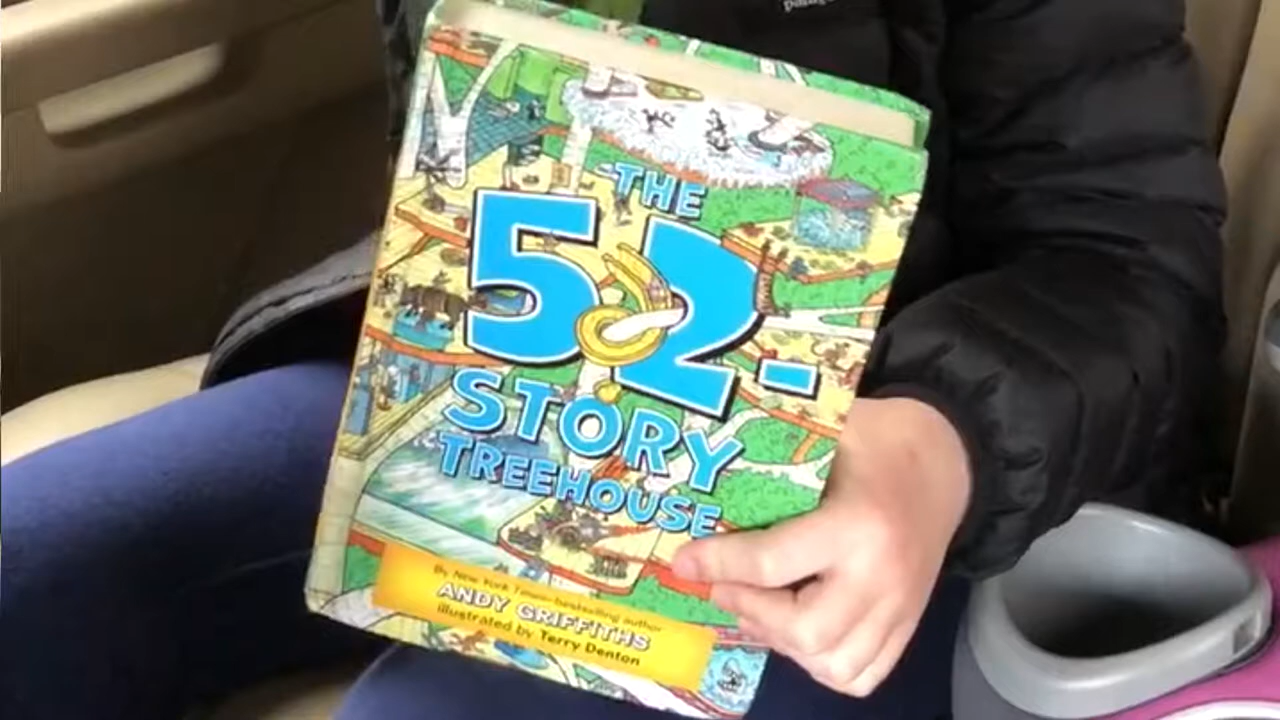 THE
52-
STORY
TREEHOUSE
By New York Times-bestselling author
ANDY GRIFFITHS
illustrated by Terry Denton